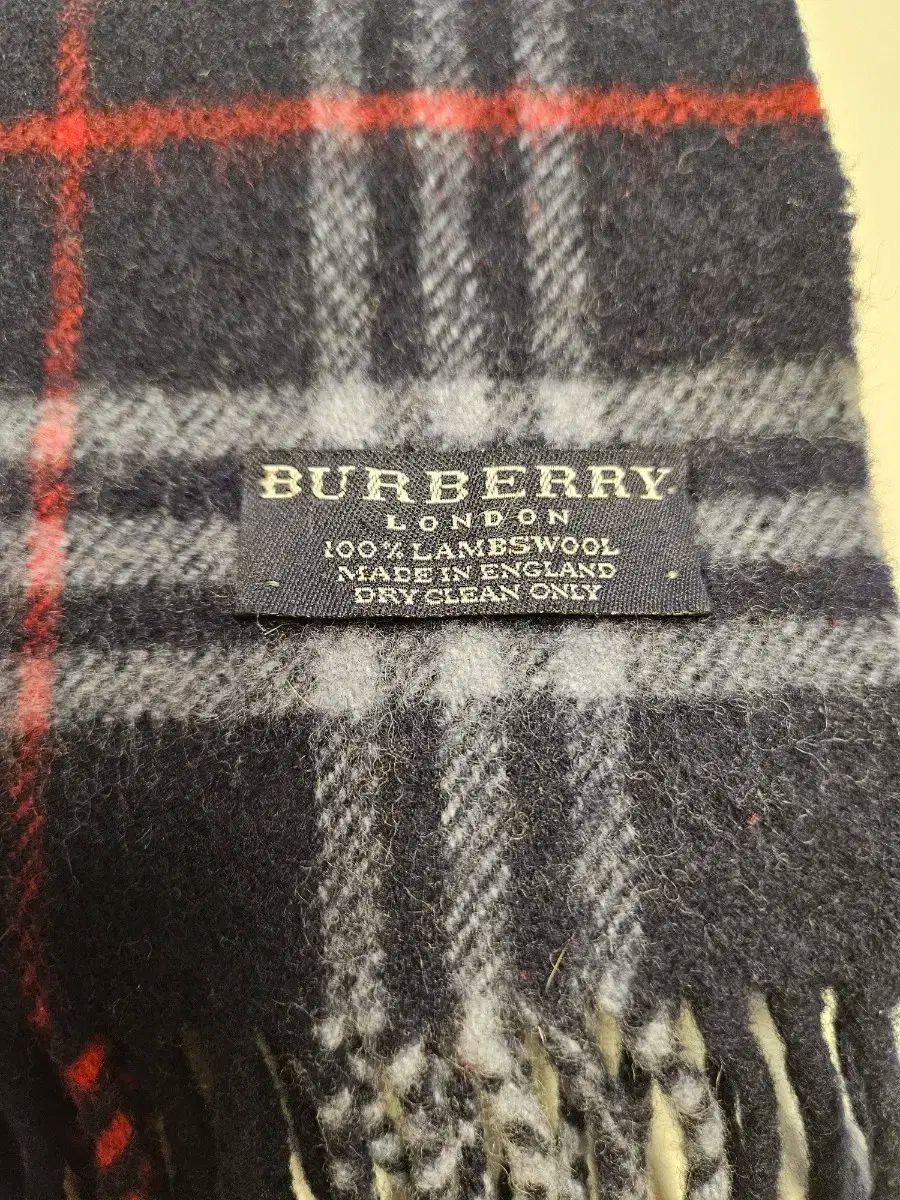 BURBERRY
LONDON
100% LAMBSWOOL
MADE IN ENGLAND
DRY CLEAN ONLY